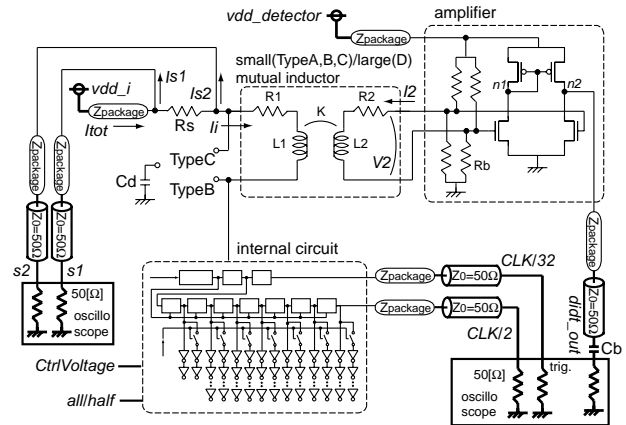 amplifier
vdd_detector
Zpackage
small(TypeA,B,C)/large(D)
mutual inductor
n1
n2
Is1
vdd_i
Is2
Zpackage
Rs
Itot
Ii
R1
K
R2
I2
L1
L2
V2
Rb
TypeC
Cd
TypeB
Zpackage
Zpackage
Zpackage
Z0=50Ω
Z0=50Ω
s2
s1
50[Ω]
oscillo
scope
internal circuit
Zpackage
Z0=50Ω
CLK/32
Zpackage
Z0=50Ω
CLK/2
Z0=50Ω
didt_out
Cb
CtrlVoltage
all/half
50[Ω]
trig.
oscillo
scope